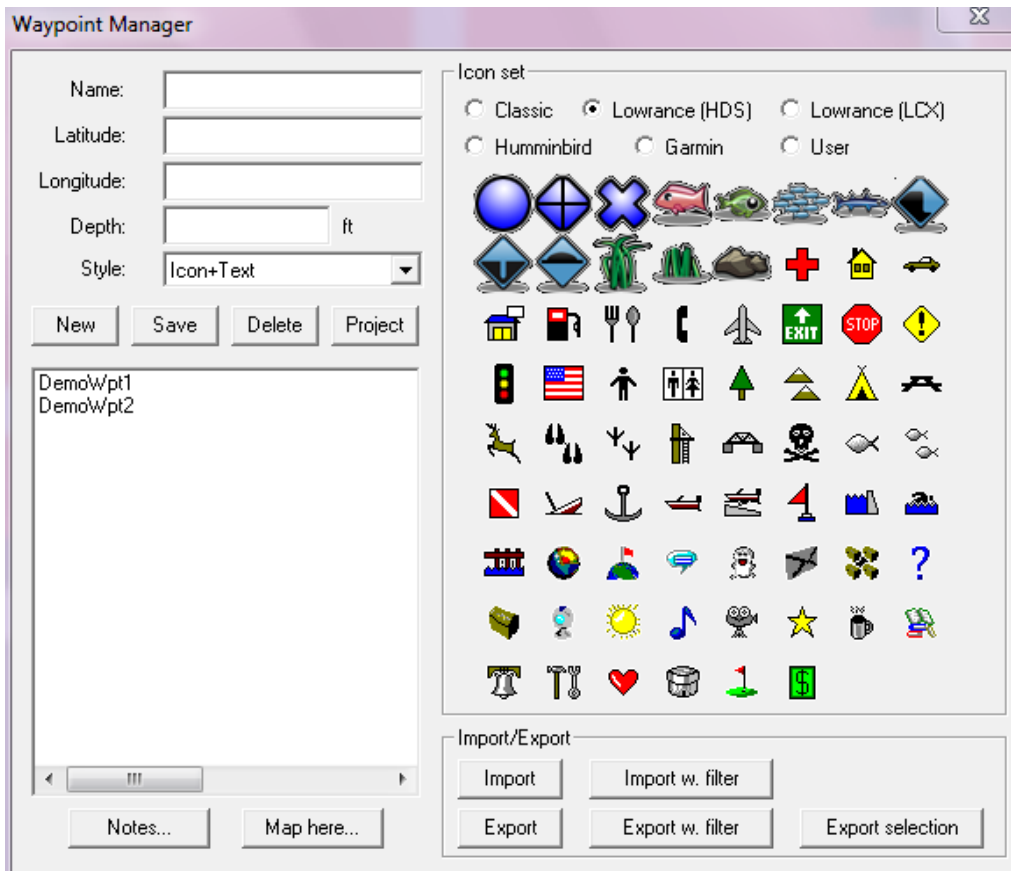 Waypoint Manager
Name:
Latitude:
Longitude:
Depth:
ft
Style:
Icon+Text
New Save Delete Project
DemoWpt1
DemoWpt2
Notes... Map here...
Icon set
Classic Lowrance (HDS) Lowrance (LCX)
Humminbird Garmin User
EXIT STOP
Import/Export
Import Import w. filter
Export Export w. filter Export selection